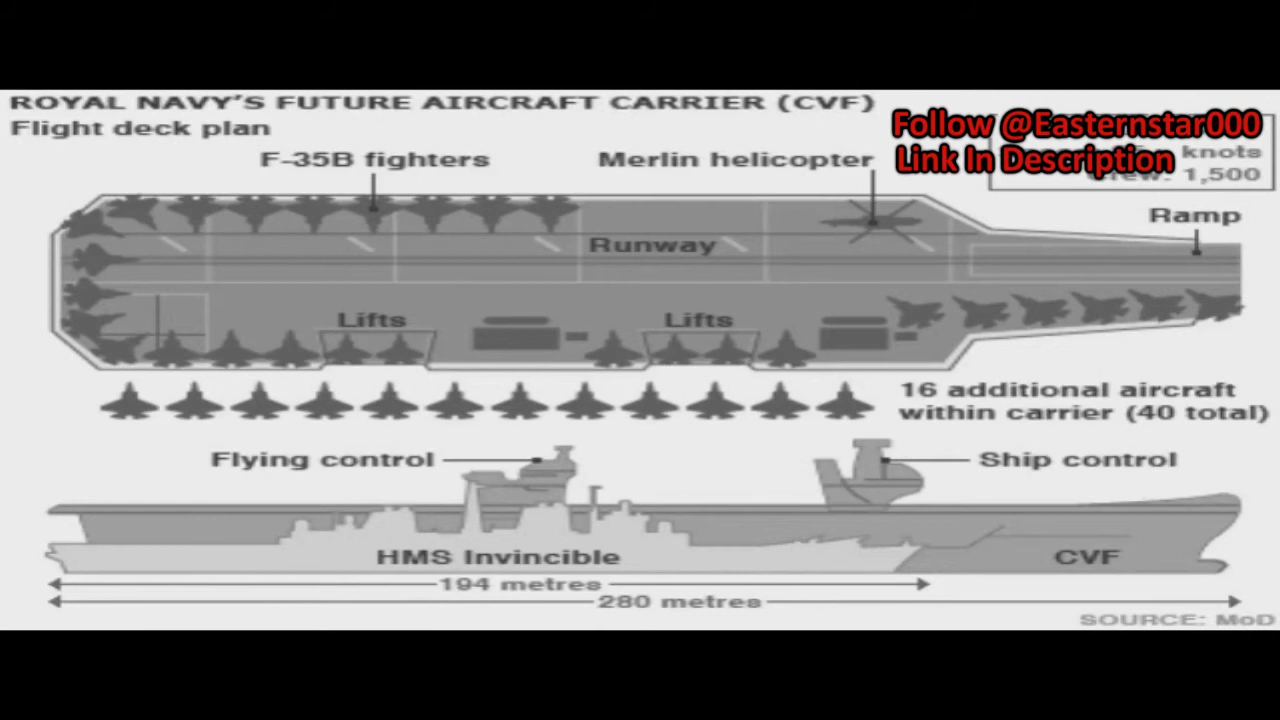 ROYAL NAVY'S FUTURE AIRCRAFT CARRIER (CVF)
Flight deck plan
Follow @Easternstar000
Link In Description
knots
Crew: 1,500
F-35B fighters
Merlin helicopter
Ramp
Runway
Lifts
Lifts
16 additional aircraft
within carrier (40 total)
Flying control
Ship control
HMS Invincible
CVF
194 metres
280 metres
SOURCE: MoD